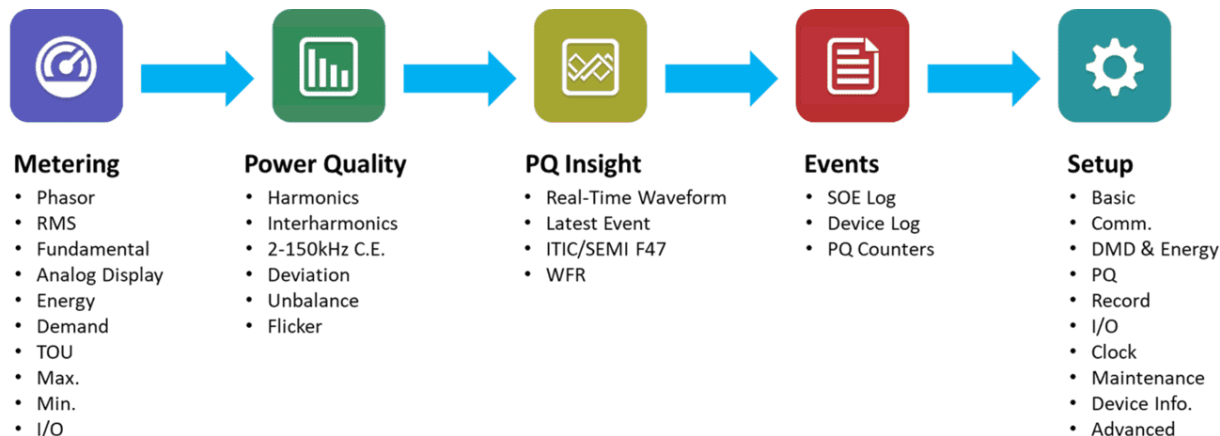 Metering
• Phasor
• RMS
• Fundamental
• Analog Display
• Energy
• Demand
• TOU
• Max.
• Min.
• I/O
Power Quality
• Harmonics
• Interharmonics
• 2-150kHz C.E.
• Deviation
• Unbalance
• Flicker
PQ Insight
• Real-Time Waveform
• Latest Event
• ITIC/SEMI F47
• WFR
Events
• SOE Log
• Device Log
• PQ Counters
Setup
• Basic
• Comm.
• DMD & Energy
• PQ
• Record
• I/O
• Clock
• Maintenance
• Device Info.
• Advanced